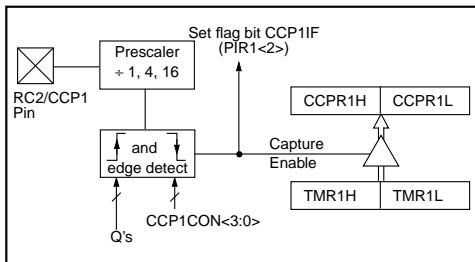 Set flag bit CCP1IF
(PIR1<2>)
Prescaler
÷ 1, 4, 16
RC2/CCP1
Pin
CCPR1H
CCPR1L
and
edge detect
Capture
Enable
TMR1H
TMR1L
CCP1CON<3:0>
Q's